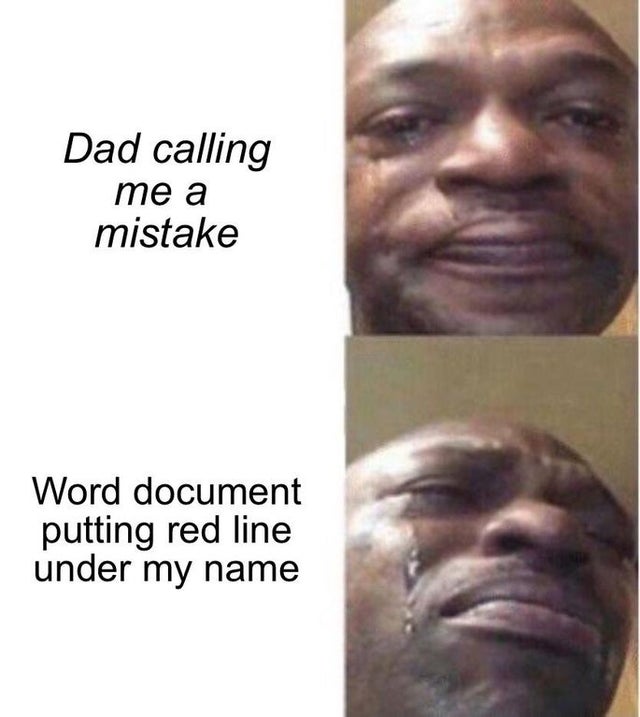 Dad calling
me a
mistake
Word document
putting red line
under my name